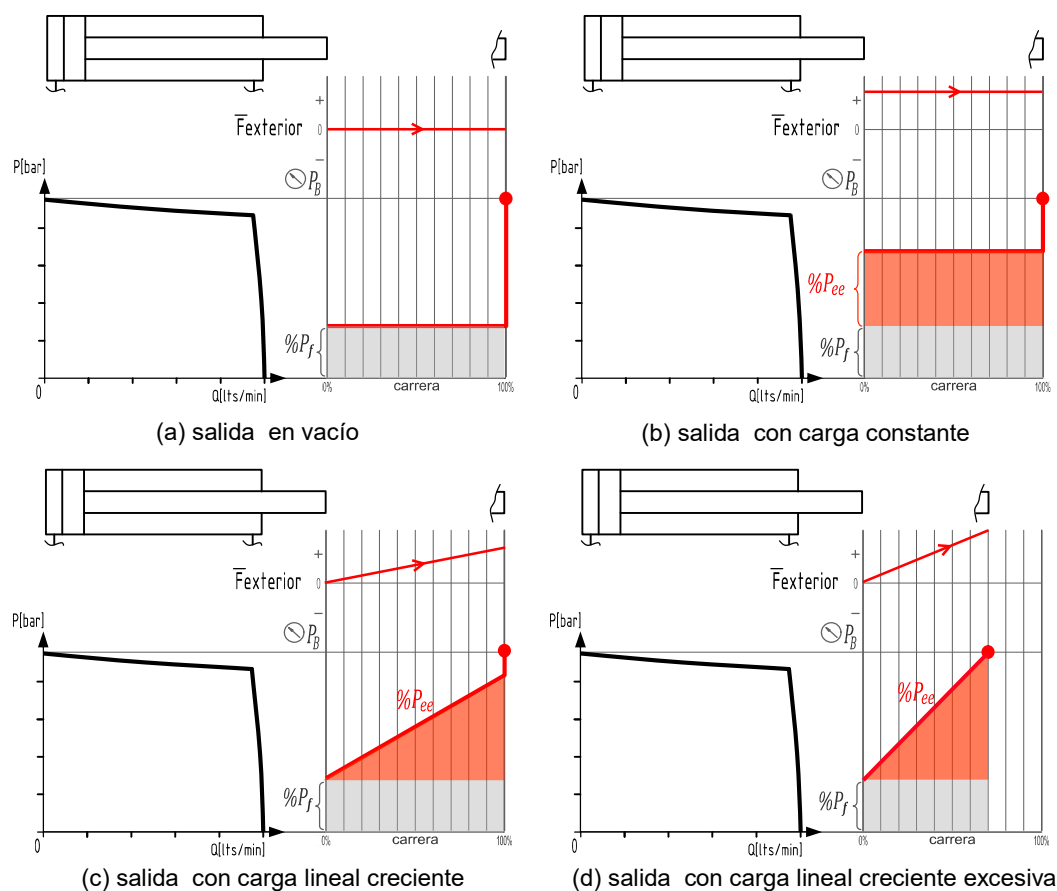 +
F̅exterior 0
−
P_B
P[bar]
%P_f
0
Q[lts/min]
0% carrera 100%
(a) salida en vacío
+
F̅exterior 0
−
P_B
P[bar]
%P_ee
%P_f
0
Q[lts/min]
0% carrera 100%
(b) salida con carga constante
+
F̅exterior 0
−
P_B
P[bar]
%P_ee
%P_f
0
Q[lts/min]
0% carrera 100%
(c) salida con carga lineal creciente
+
F̅exterior 0
−
P_B
P[bar]
%P_ee
%P_f
0
Q[lts/min]
0% carrera 100%
(d) salida con carga lineal creciente excesiva